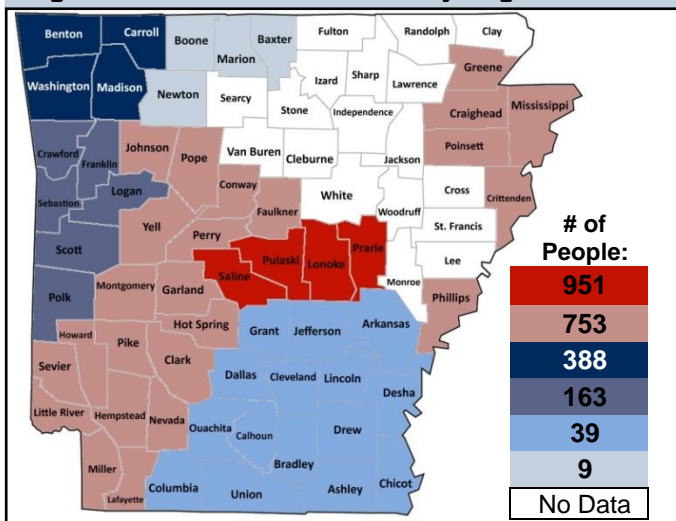 Benton Carroll Boone Baxter Fulton Randolph Clay
Marion
Washington Madison Newton Searcy Izard Sharp Lawrence Greene
Stone Independence Craighead Mississippi
Crawford Franklin Johnson Pope Van Buren Cleburne Jackson Poinsett
Sebastion Logan Conway White Woodruff Cross Crittenden
Scott Yell Perry Faulkner St. Francis
Polk Montgomery Garland Saline Pulaski Lonoke Prarie Monroe Lee
Phillips
Howard Pike Hot Spring Grant Jefferson Arkansas
Sevier Clark Dallas Cleveland Lincoln Desha
Little River Hempstead Nevada Ouachita Calhoun Drew
Miller Bradley
Lafayette Columbia Union Ashley Chicot
# of
People:
951
753
388
163
39
9
No Data